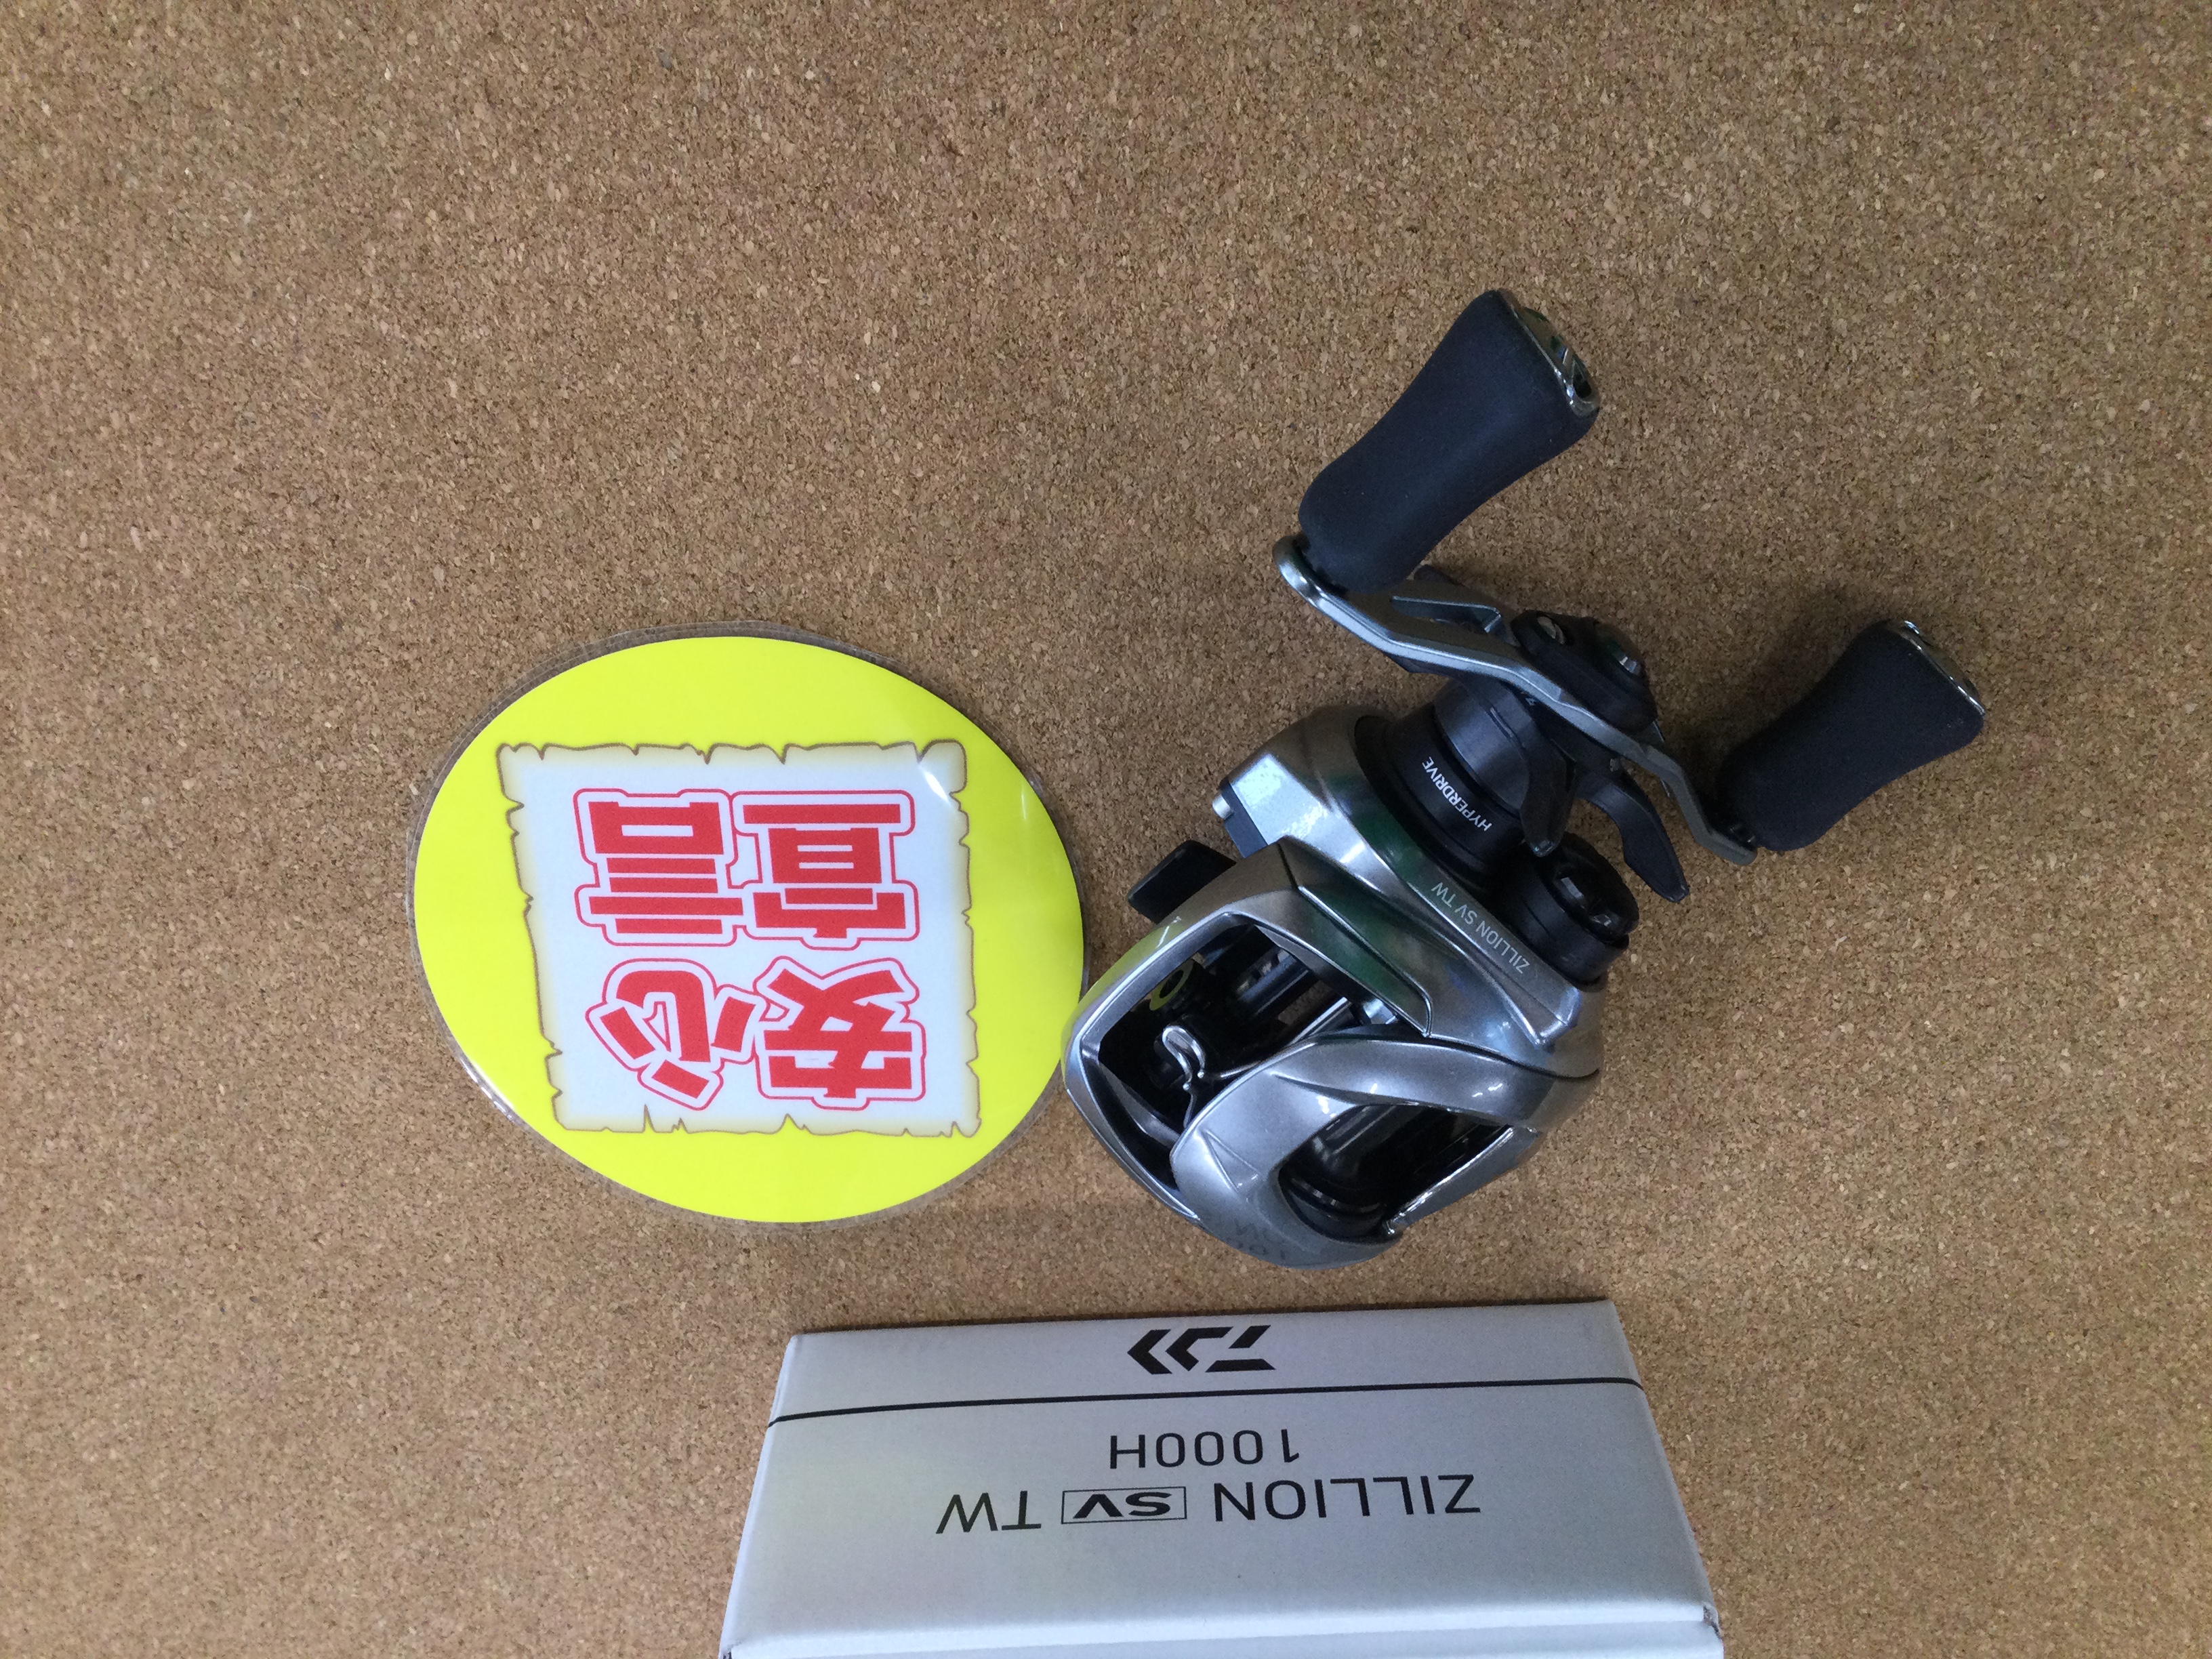 安心
宣言
HYPERDRIVE
ZILLION SV TW
ZILLION SV TW
1000H